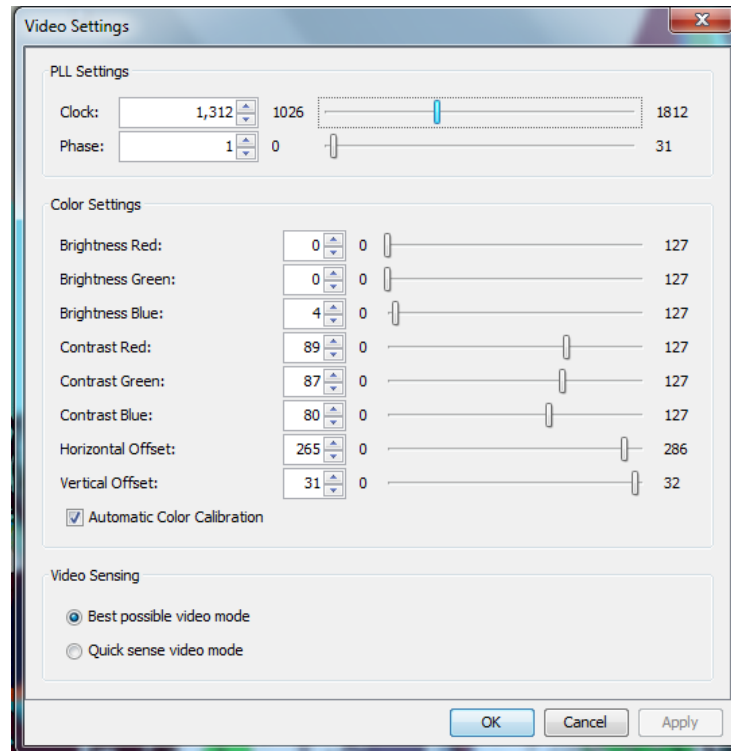 Video Settings
PLL Settings
Clock: 1,312 1026 1812
Phase: 1 0 31
Color Settings
Brightness Red: 0 0 127
Brightness Green: 0 0 127
Brightness Blue: 4 0 127
Contrast Red: 89 0 127
Contrast Green: 87 0 127
Contrast Blue: 80 0 127
Horizontal Offset: 265 0 286
Vertical Offset: 31 0 32
Automatic Color Calibration
Video Sensing
Best possible video mode
Quick sense video mode
OK Cancel Apply